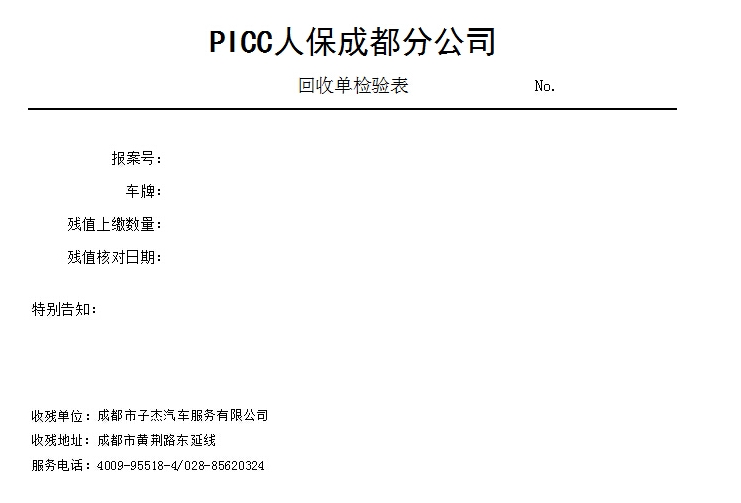 PICC人保成都分公司
回收单检验表 No.
报案号:
车牌:
残值上缴数量:
残值核对日期:
特别告知:
收残单位:成都市子杰汽车服务有限公司
收残地址:成都市黄荆路东延线
服务电话:4009-95518-4/028-85620324